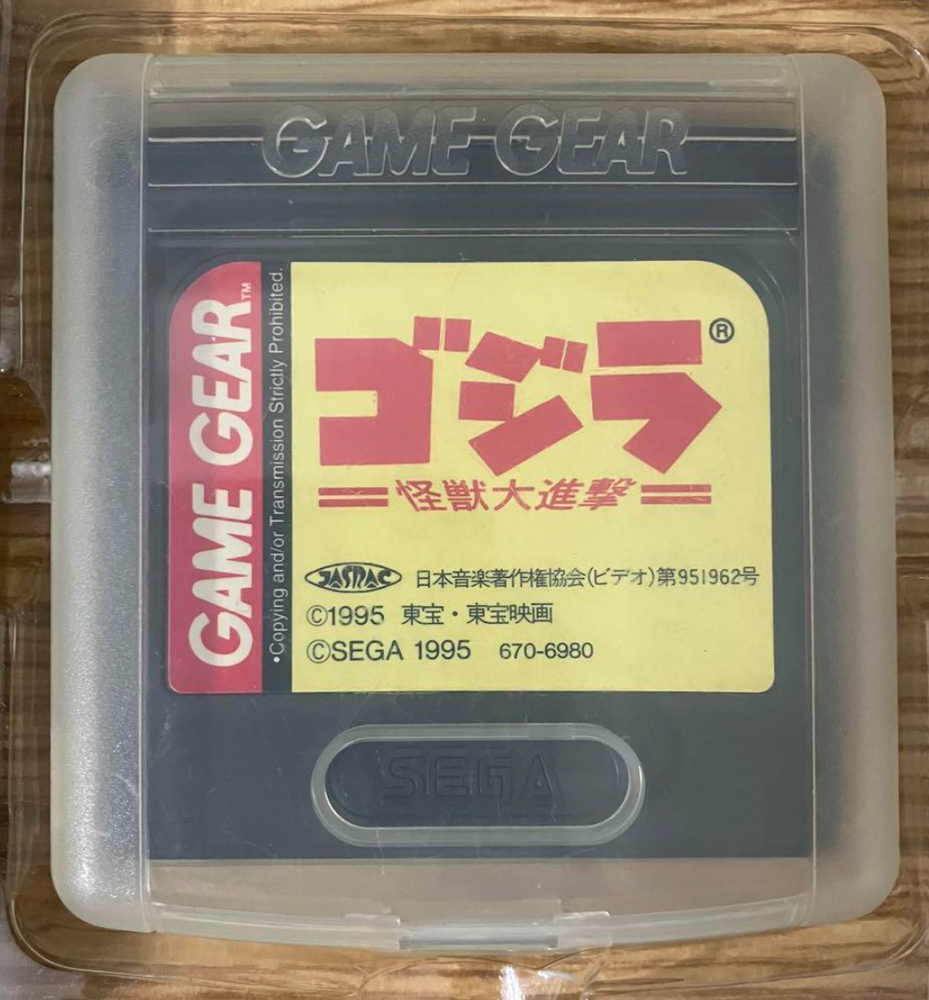 GAME GEAR
GAME GEAR™
•Copying and/or Transmission Strictly Prohibited.
ゴジラ®
怪獣大進撃
JASRAC 日本音楽著作権協会(ビデオ)第951962号
©1995 東宝・東宝映画
©SEGA 1995 670-6980
SEGA